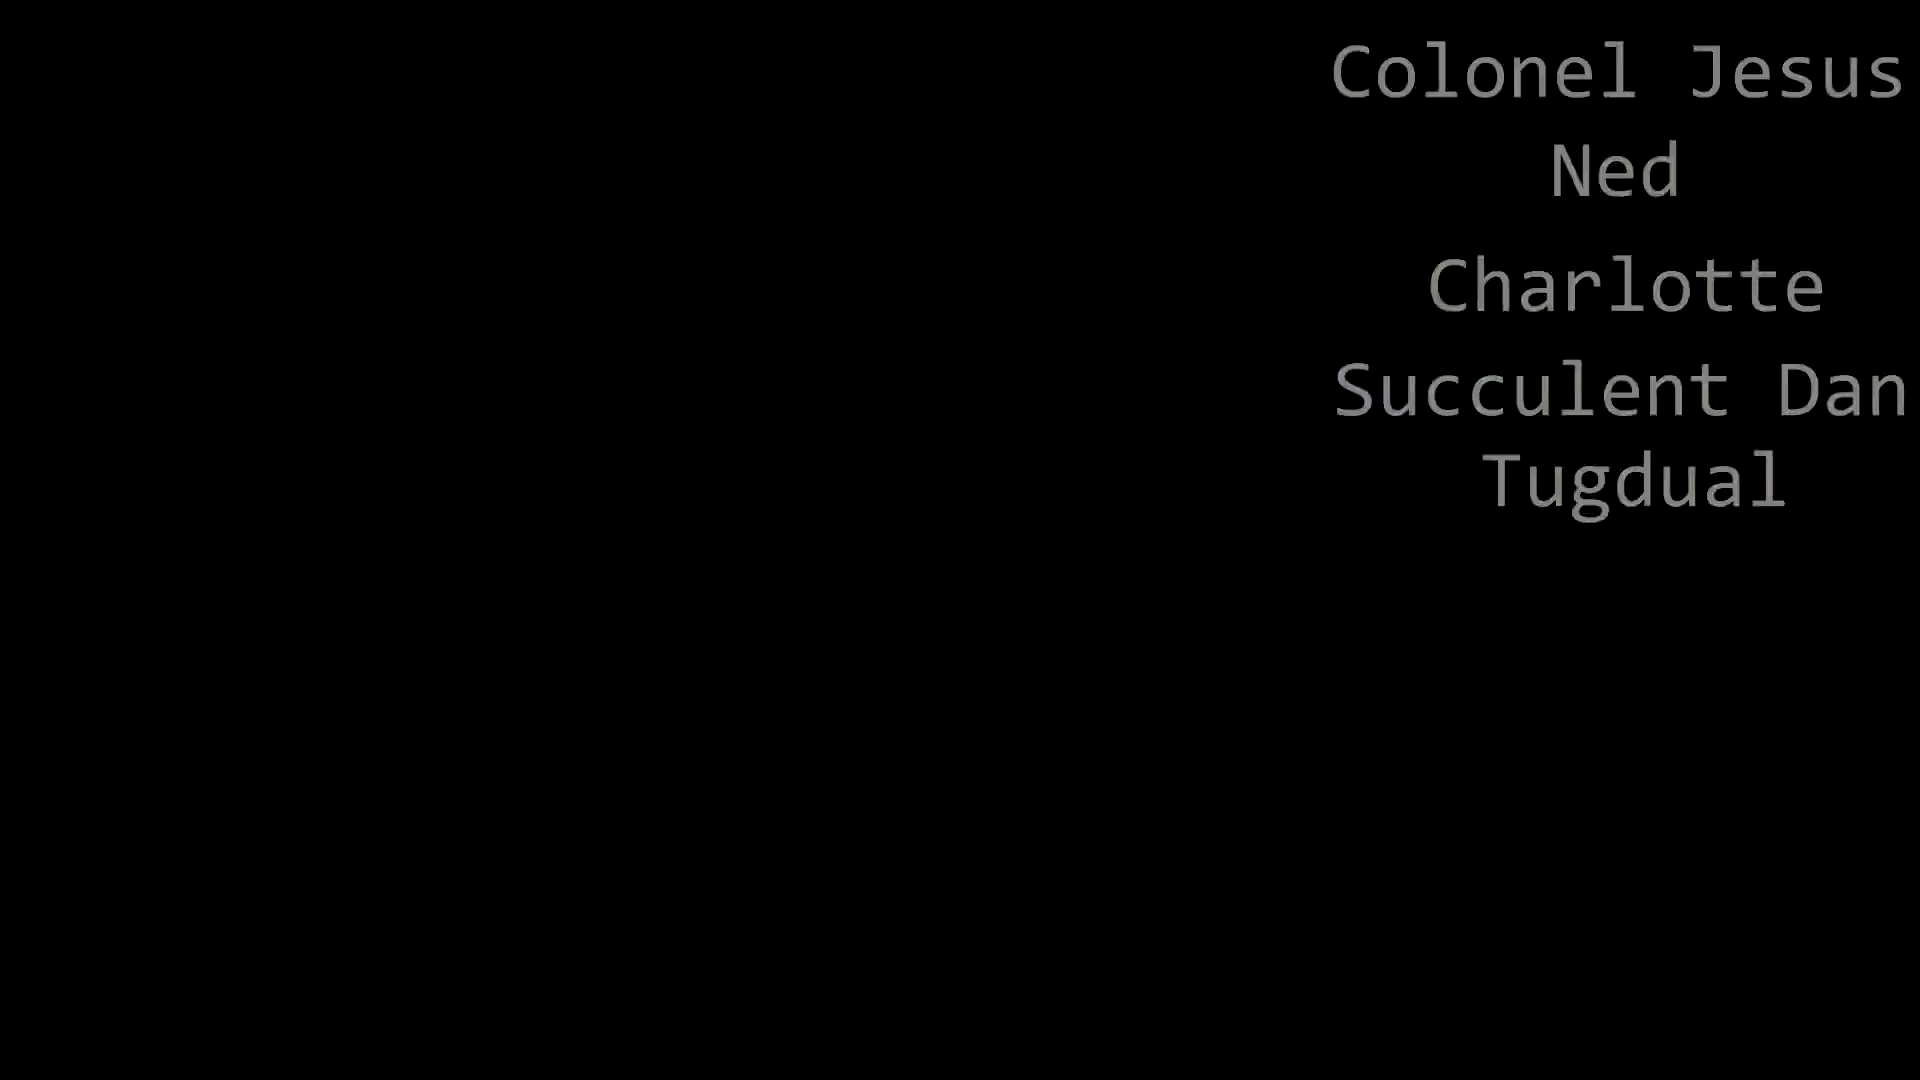 Colonel Jesus
Ned
Charlotte
Succulent Dan
Tugdual